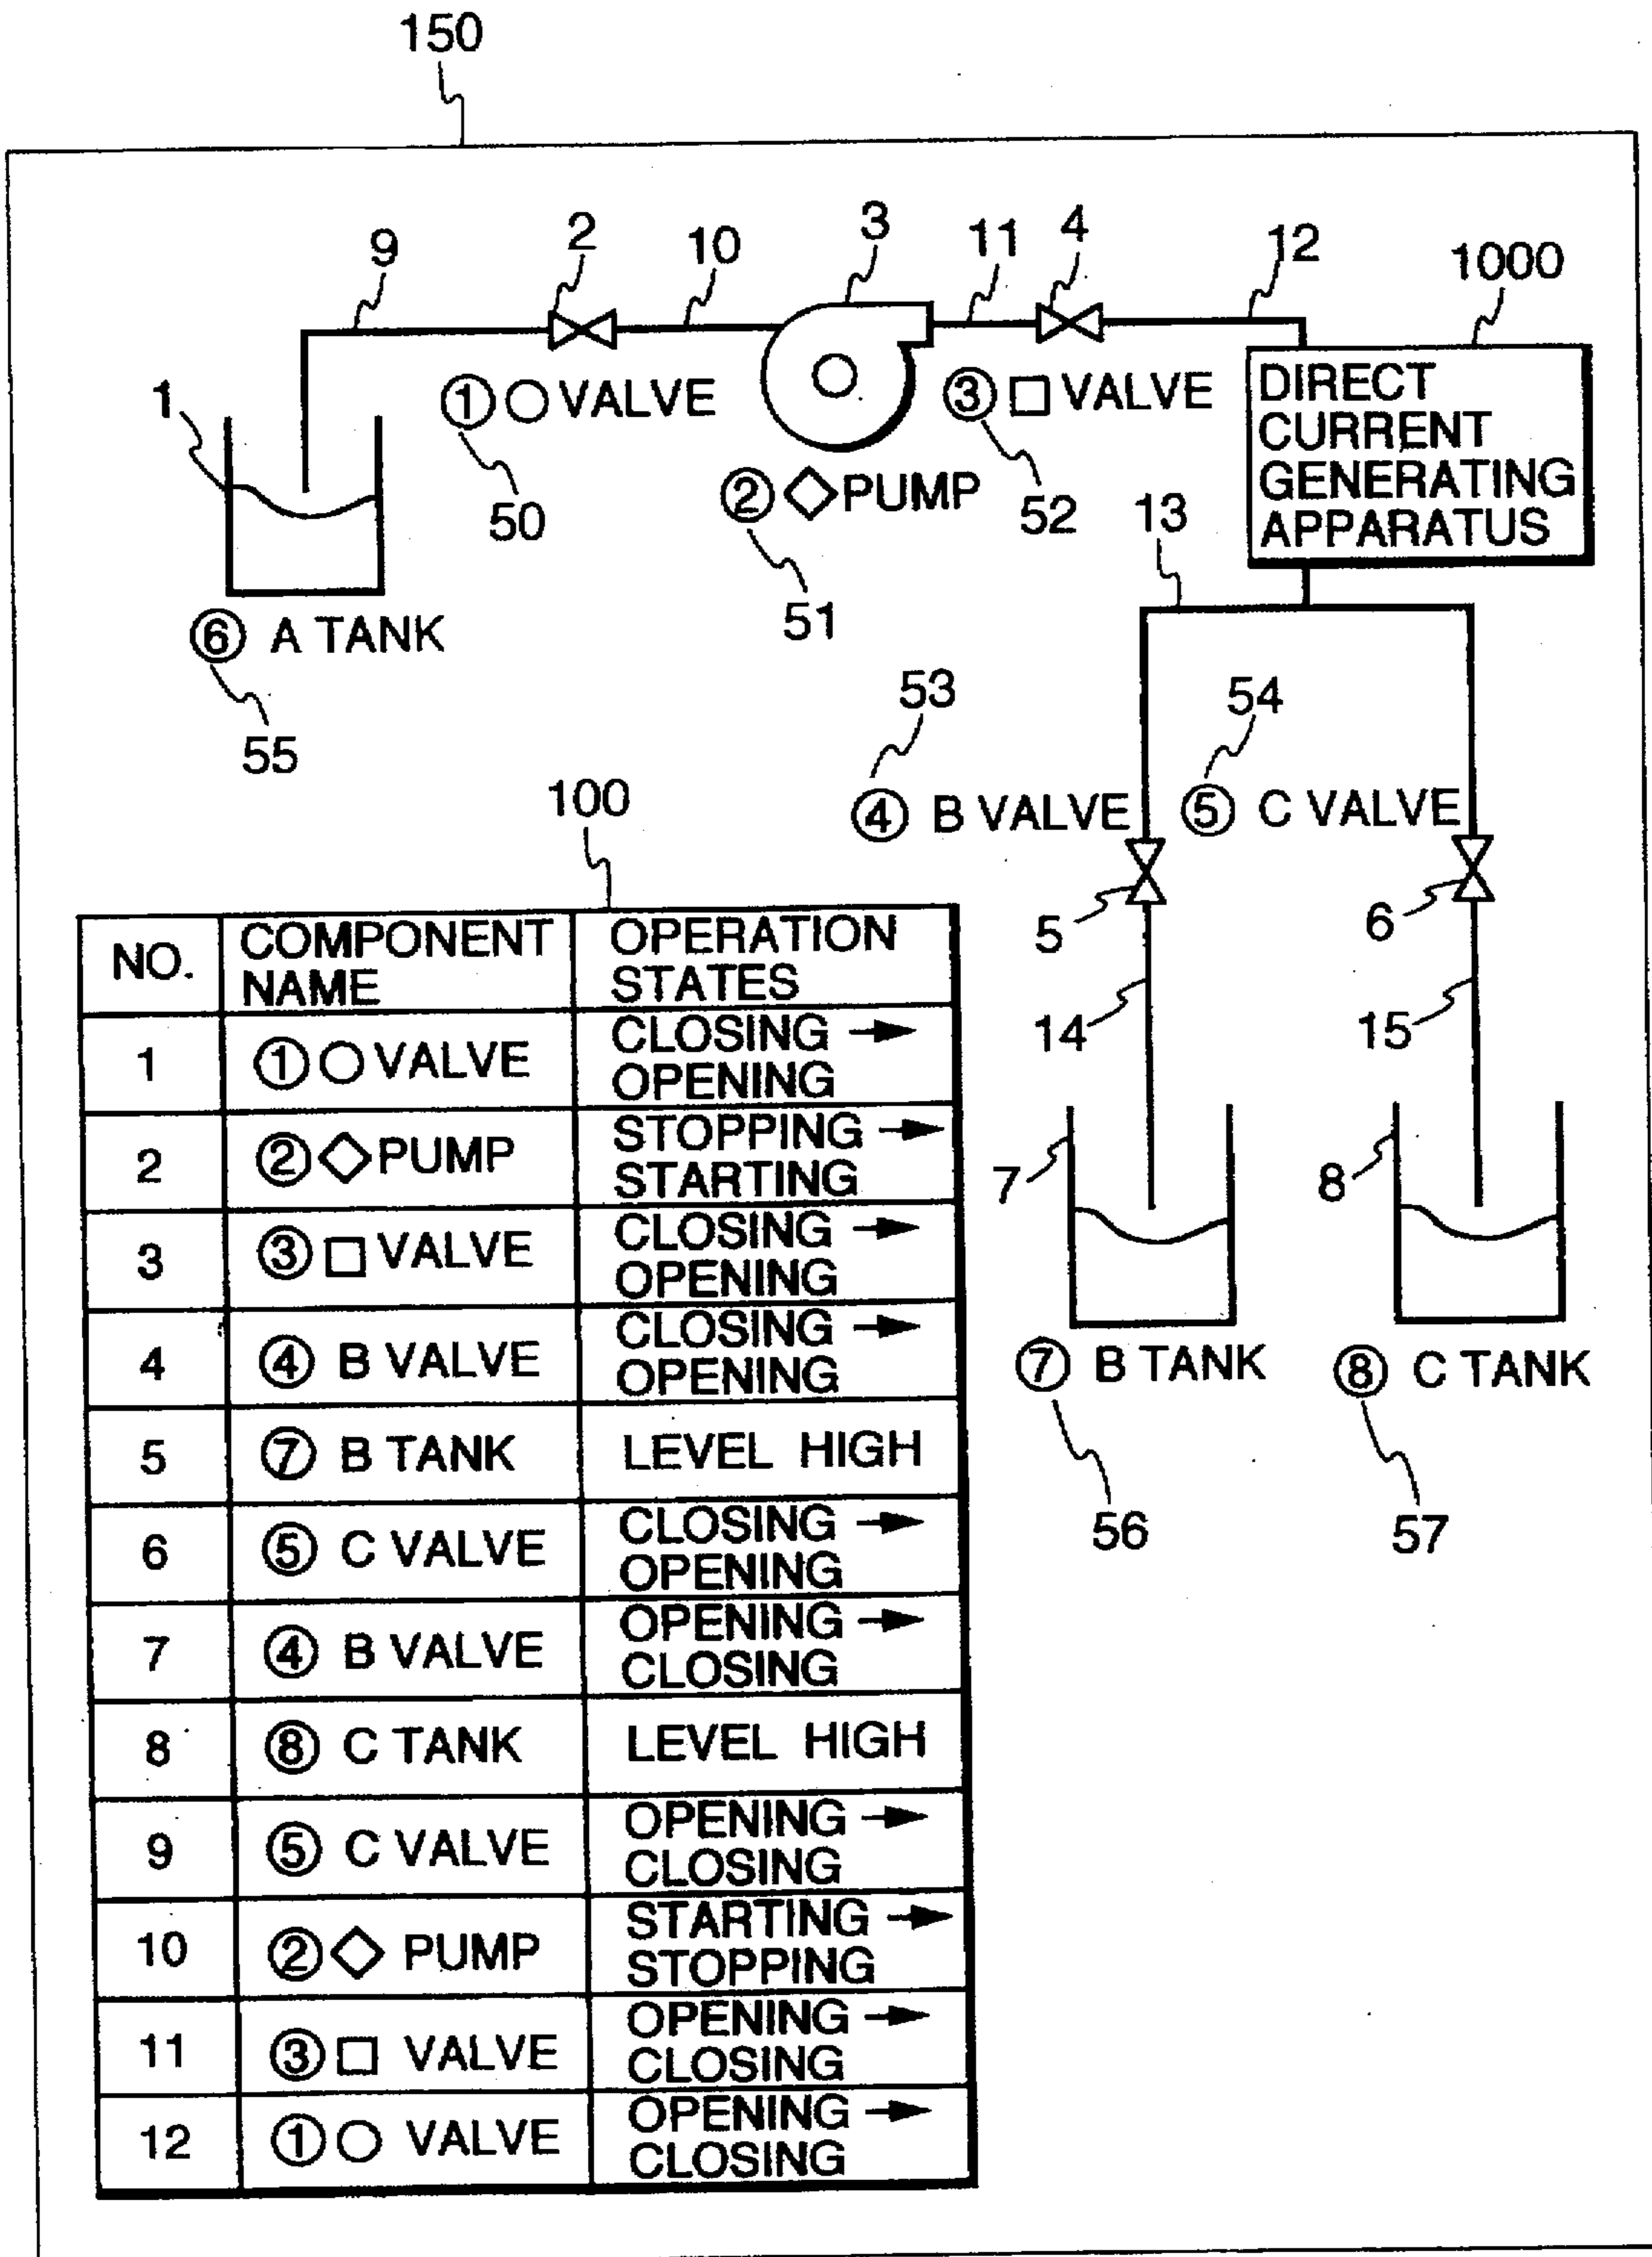 150
9
2
10
3
11
4
12
1000
1
① ○ VALVE
50
② ◇ PUMP
51
③ □ VALVE
52
DIRECT
CURRENT
GENERATING
APPARATUS
13
⑥ A TANK
55
53
④ B VALVE
54
⑤ C VALVE
5
6
14
15
7
8
⑦ B TANK
56
⑧ C TANK
57
100
NO. COMPONENT NAME OPERATION STATES
1 ① ○ VALVE CLOSING → OPENING
2 ② ◇ PUMP STOPPING → STARTING
3 ③ □ VALVE CLOSING → OPENING
4 ④ B VALVE CLOSING → OPENING
5 ⑦ B TANK LEVEL HIGH
6 ⑤ C VALVE CLOSING → OPENING
7 ④ B VALVE OPENING → CLOSING
8 ⑧ C TANK LEVEL HIGH
9 ⑤ C VALVE OPENING → CLOSING
10 ② ◇ PUMP STARTING → STOPPING
11 ③ □ VALVE OPENING → CLOSING
12 ① ○ VALVE OPENING → CLOSING